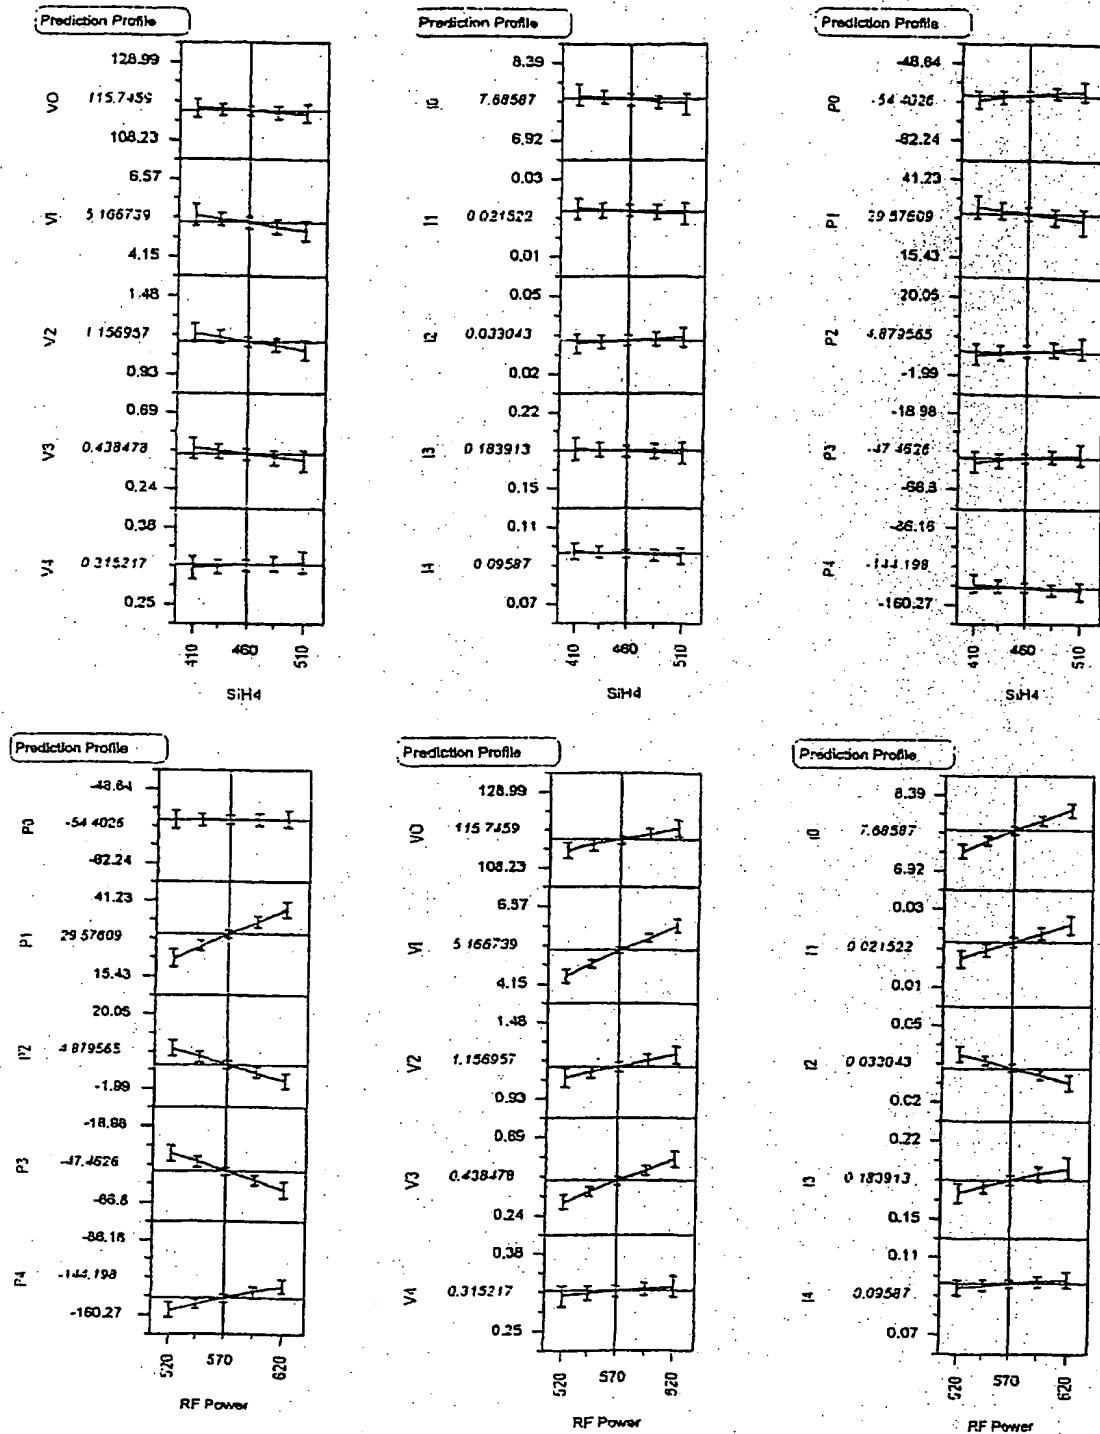 Prediction Profile
128.99
V0 115.7459
108.23
6.57
V1 5.166739
4.15
1.48
V2 1.156957
0.93
0.69
V3 0.438478
0.24
0.38
V4 0.315217
0.25
410 460 510
SiH4
Prediction Profile
8.39
I0 7.68587
6.92
0.03
I1 0.021522
0.01
0.05
I2 0.033043
0.02
0.22
I3 0.183913
0.15
0.11
I4 0.09587
0.07
410 460 510
SiH4
Prediction Profile
-48.64
P0 -54.4026
-82.24
41.23
P1 29.57609
15.43
20.05
P2 4.879565
-1.99
-18.98
P3 -47.4626
-68.8
-86.16
P4 -144.198
-160.27
410 460 510
SiH4
Prediction Profile
-48.64
P0 -54.4026
-82.24
41.23
P1 29.57609
15.43
20.05
P2 4.879565
-1.99
-18.98
P3 -47.4626
-68.8
-86.16
P4 -144.198
-160.27
520 570 620
RF Power
Prediction Profile
128.99
V0 115.7459
108.23
6.57
V1 5.166739
4.15
1.48
V2 1.156957
0.93
0.69
V3 0.438478
0.24
0.38
V4 0.315217
0.25
520 570 620
RF Power
Prediction Profile
8.39
I0 7.68587
6.92
0.03
I1 0.021522
0.01
0.05
I2 0.033043
0.02
0.22
I3 0.183913
0.15
0.11
I4 0.09587
0.07
520 570 620
RF Power